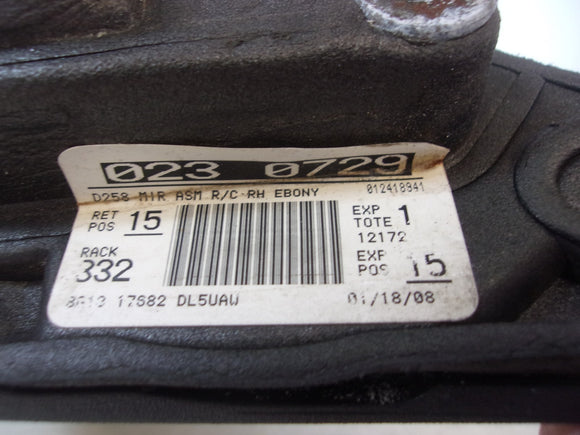 023 0729
D258 MIR ASM R/C-RH EBONY 012418941
RET POS 15
EXP TOTE 1
12172
RACK 332
EXP POS 15
8G13 17682 DL5UAW 01/18/08